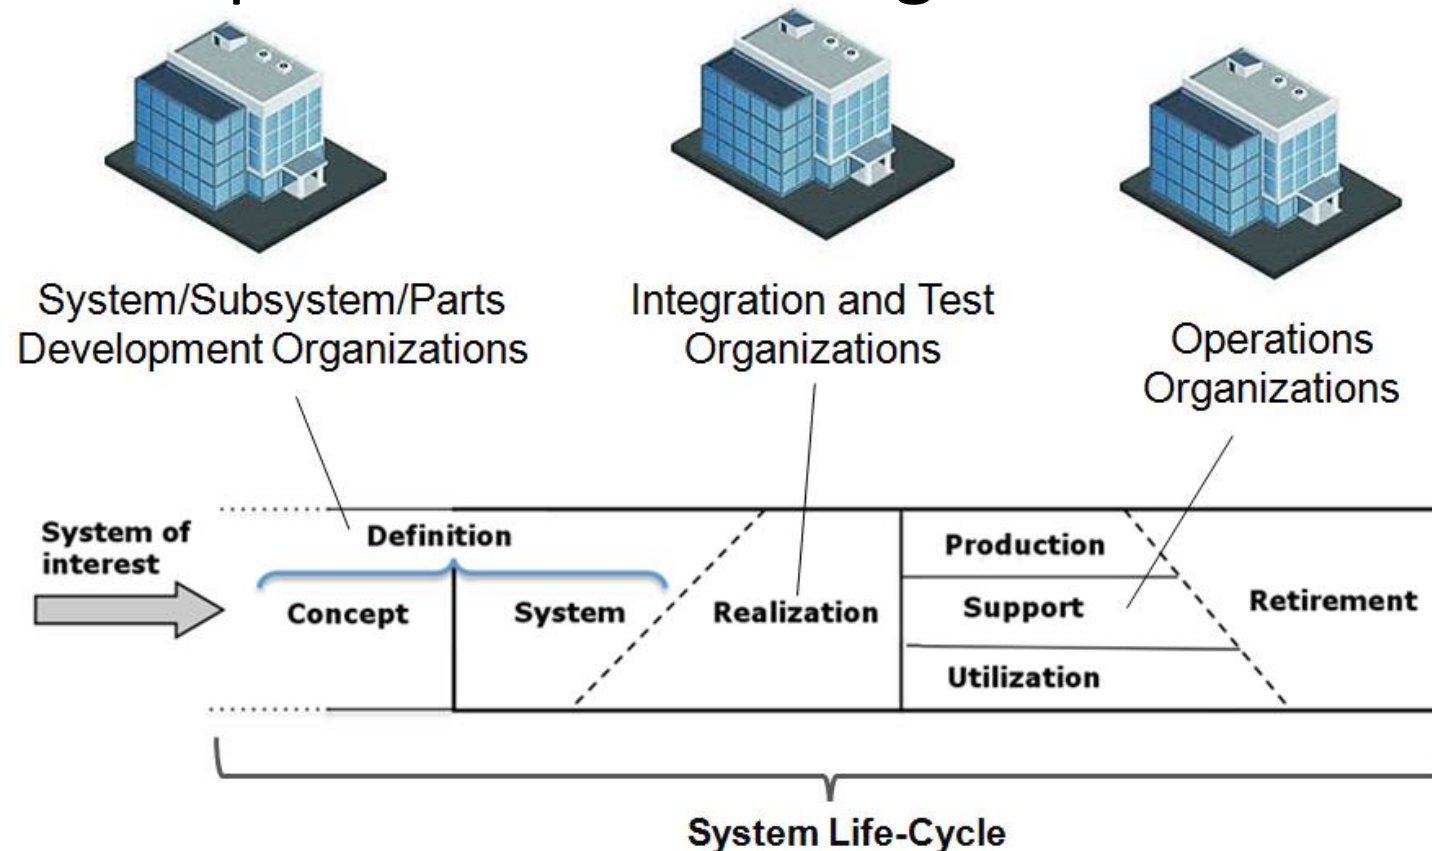 System/Subsystem/Parts
Development Organizations
Integration and Test
Organizations
Operations
Organizations
System of
interest
Definition
Concept
System
Realization
Production
Support
Utilization
Retirement
System Life-Cycle